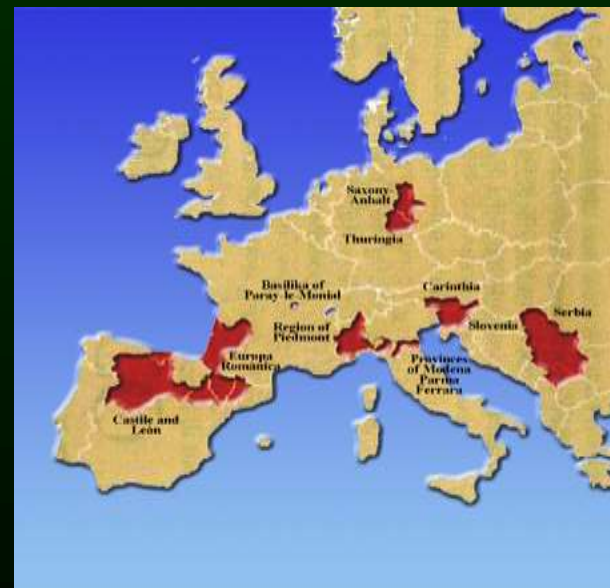 Saxony-
Anhalt
Thuringia
Basilika of
Paray-le-Monial
Carinthia
Region of
Piedmont
Slovenia
Serbia
Europa
Romanica
Provinces
of Modena
Parma
Ferrara
Castile and
León